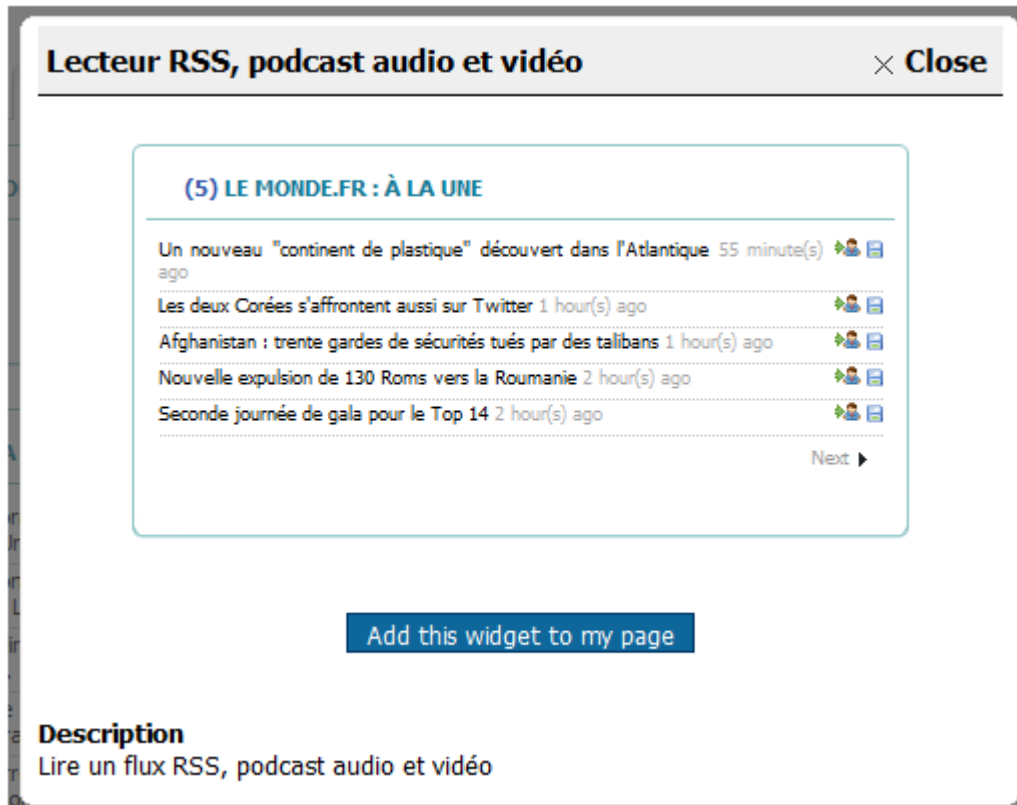 Lecteur RSS, podcast audio et vidéo × Close
(5) LE MONDE.FR : À LA UNE
Un nouveau "continent de plastique" découvert dans l'Atlantique 55 minute(s)
ago
Les deux Corées s'affrontent aussi sur Twitter 1 hour(s) ago
Afghanistan : trente gardes de sécurités tués par des talibans 1 hour(s) ago
Nouvelle expulsion de 130 Roms vers la Roumanie 2 hour(s) ago
Seconde journée de gala pour le Top 14 2 hour(s) ago
Next
Add this widget to my page
Description
Lire un flux RSS, podcast audio et vidéo